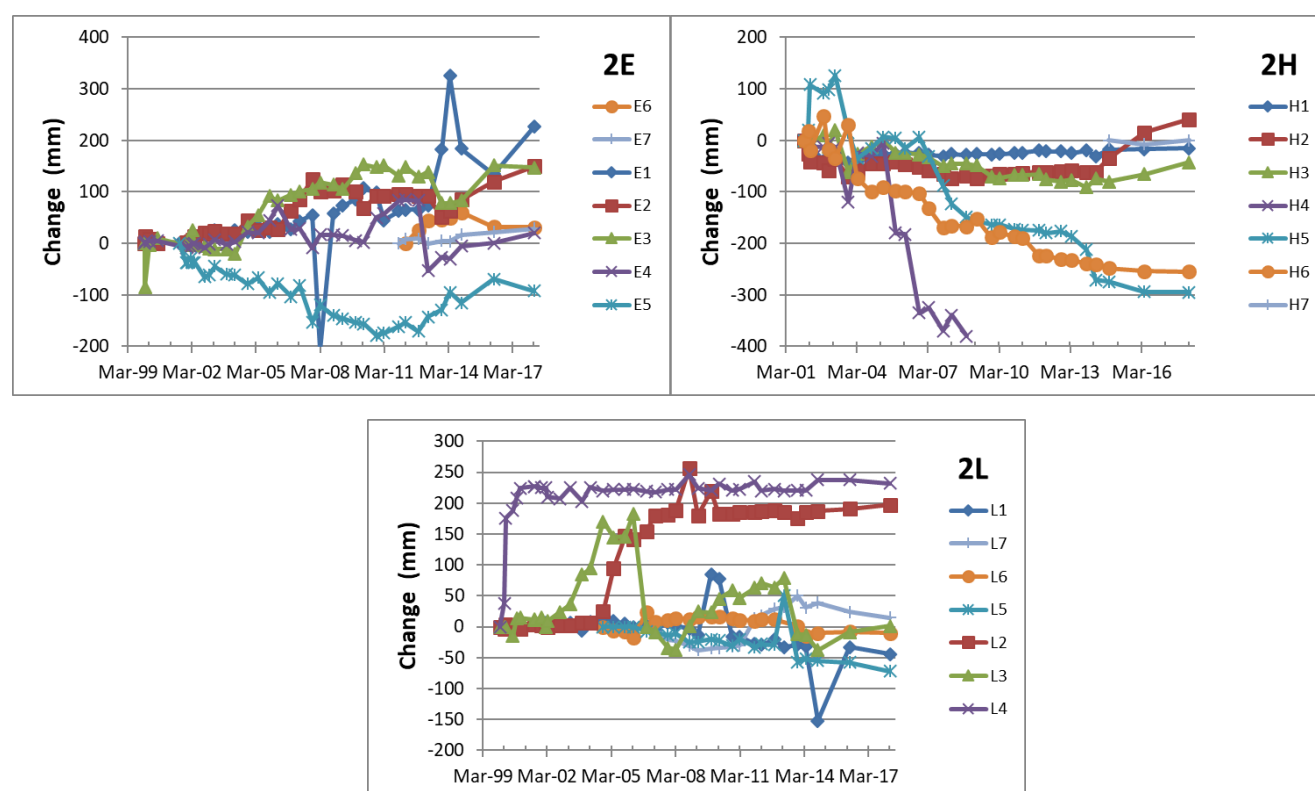 2E
Change (mm)
400
300
200
100
0
-100
-200
Mar-99 Mar-02 Mar-05 Mar-08 Mar-11 Mar-14 Mar-17
E6
E7
E1
E2
E3
E4
E5
2H
Change (mm)
200
100
0
-100
-200
-300
-400
Mar-01 Mar-04 Mar-07 Mar-10 Mar-13 Mar-16
H1
H2
H3
H4
H5
H6
H7
2L
Change (mm)
300
250
200
150
100
50
0
-50
-100
-150
-200
Mar-99 Mar-02 Mar-05 Mar-08 Mar-11 Mar-14 Mar-17
L1
L7
L6
L5
L2
L3
L4